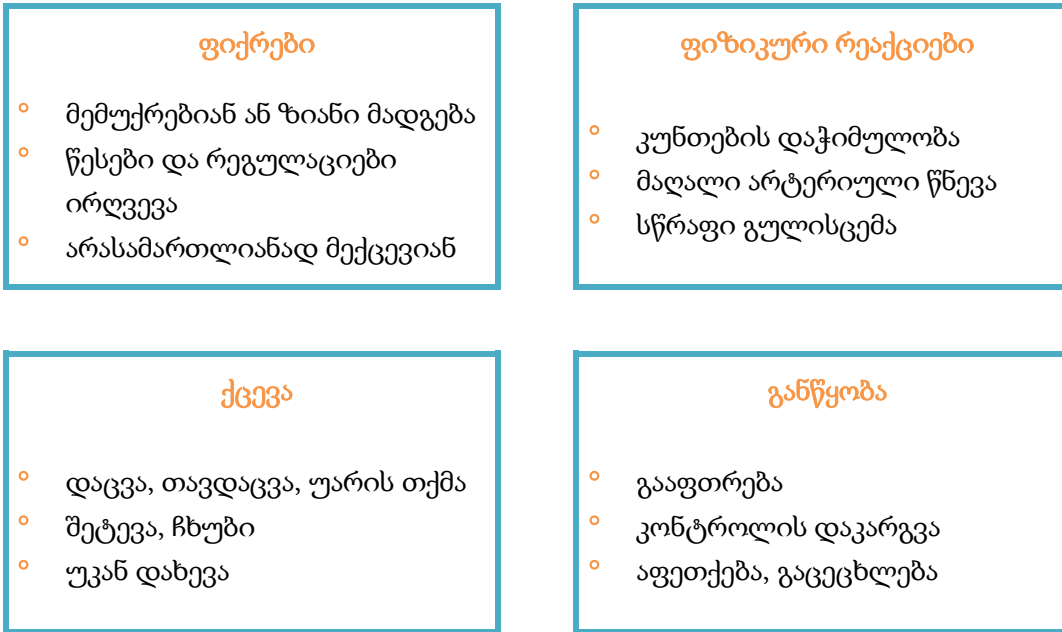 ფიქრები
° მემუქრებიან ან ზიანი მადგება
° წესები და რეგულაციები
ირღვევა
° არასამართლიანად მექცევიან
ფიზიკური რეაქციები
° კუნთების დაჭიმულობა
° მაღალი არტერიული წნევა
° სწრაფი გულისცემა
ქცევა
° დაცვა, თავდაცვა, უარის თქმა
° შეტევა, ჩხუბი
° უკან დახევა
განწყობა
° გააფთრება
° კონტროლის დაკარგვა
° აფეთქება, გაცეცხლება